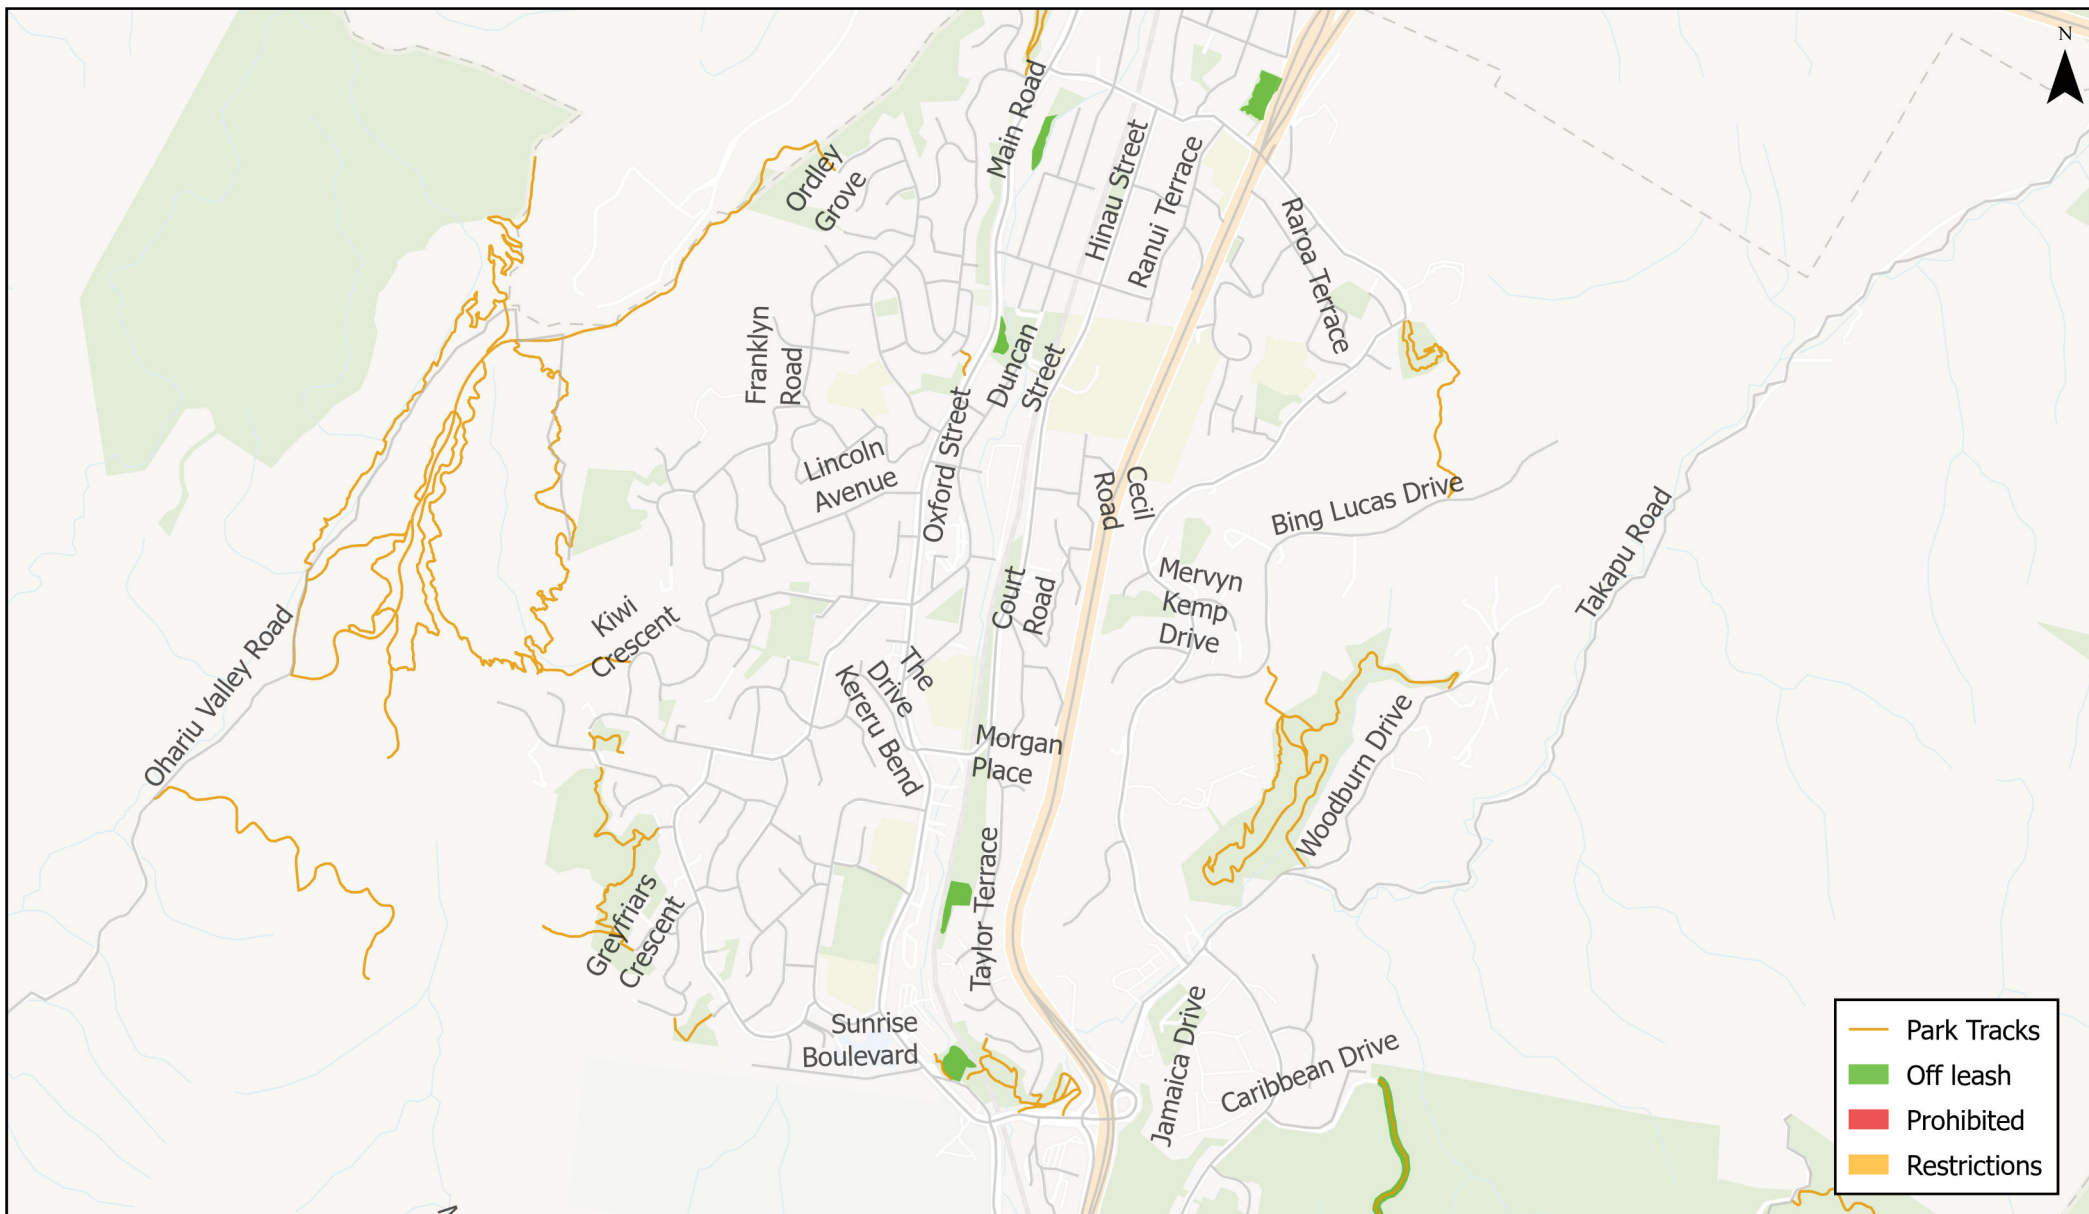 N
Main Road
Ordley
Grove
Hinau Street
Ranui Terrace
Raroa Terrace
Franklyn
Road
Duncan
Street
Lincoln
Avenue
Oxford Street
Cecil
Road
Bing Lucas Drive
Takapu Road
Mervyn
Kemp
Drive
Court
Road
Kiwi
Crescent
Ohariu Valley Road
The
Drive
Kereru Bend
Morgan
Place
Woodburn Drive
Taylor Terrace
Greyfriars
Crescent
Sunrise
Boulevard
Jamaica Drive
Caribbean Drive
Park Tracks
Off leash
Prohibited
Restrictions